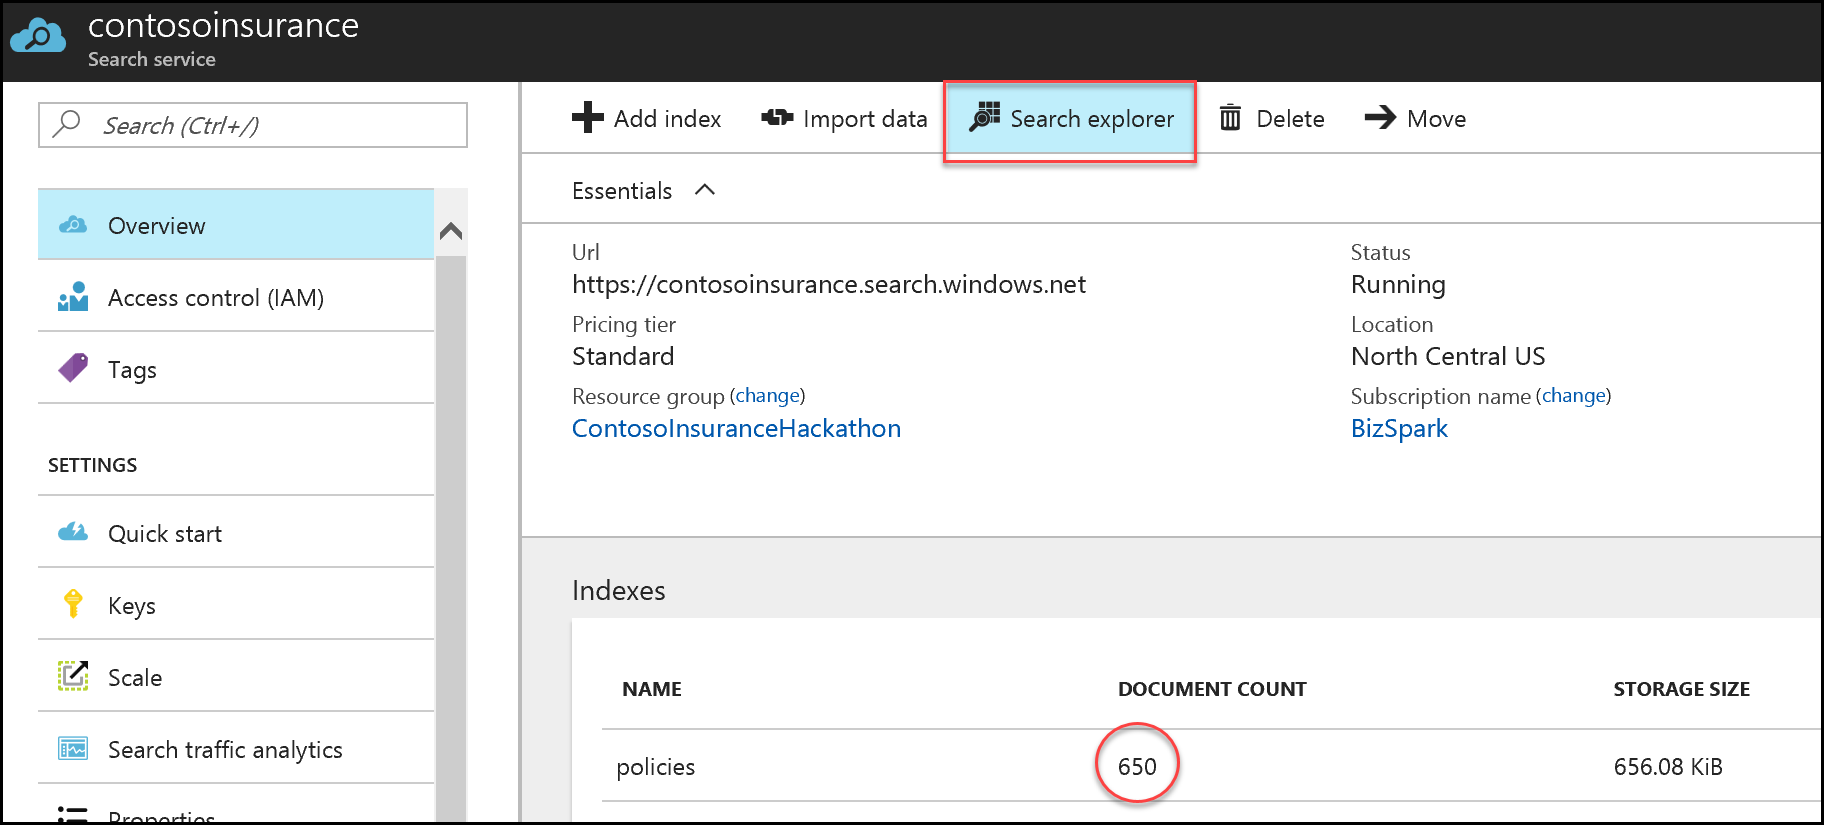 contosoinsurance
Search service
Search (Ctrl+/)
Overview
Access control (IAM)
Tags
SETTINGS
Quick start
Keys
Scale
Search traffic analytics
Properties
Add index Import data Search explorer Delete Move
Essentials
Url
https://contosoinsurance.search.windows.net
Pricing tier
Standard
Resource group (change)
ContosoInsuranceHackathon
Status
Running
Location
North Central US
Subscription name (change)
BizSpark
Indexes
NAME DOCUMENT COUNT STORAGE SIZE
policies 650 656.08 KiB